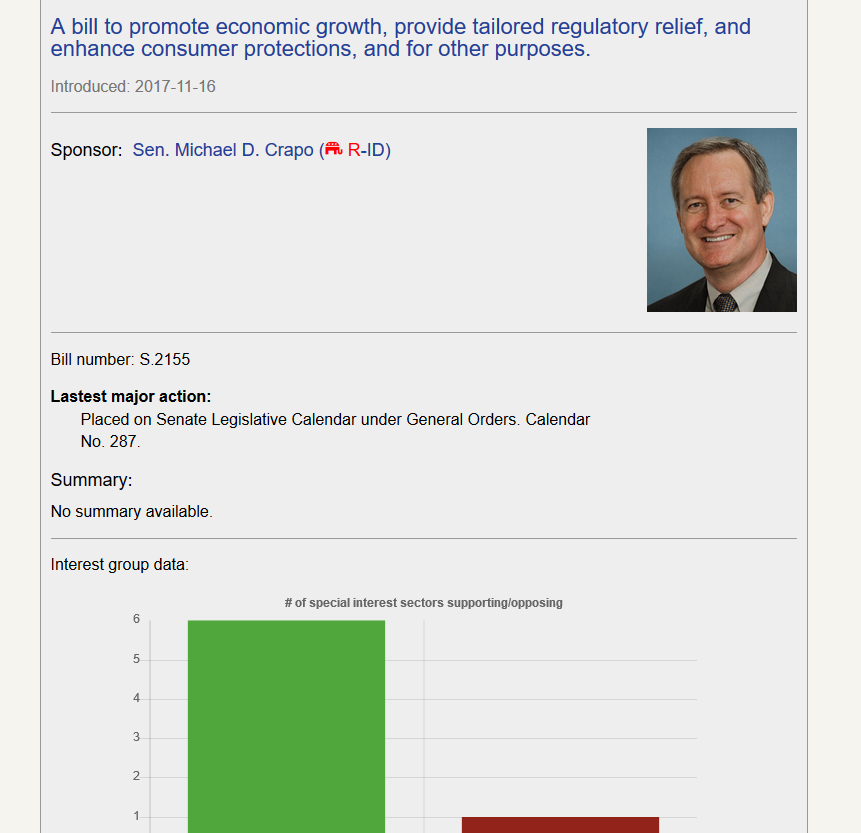 A bill to promote economic growth, provide tailored regulatory relief, and
enhance consumer protections, and for other purposes.
Introduced: 2017-11-16
Sponsor: Sen. Michael D. Crapo (R-ID)
Bill number: S.2155
Lastest major action:
Placed on Senate Legislative Calendar under General Orders. Calendar
No. 287.
Summary:
No summary available.
Interest group data:
# of special interest sectors supporting/opposing
6
5
4
3
2
1